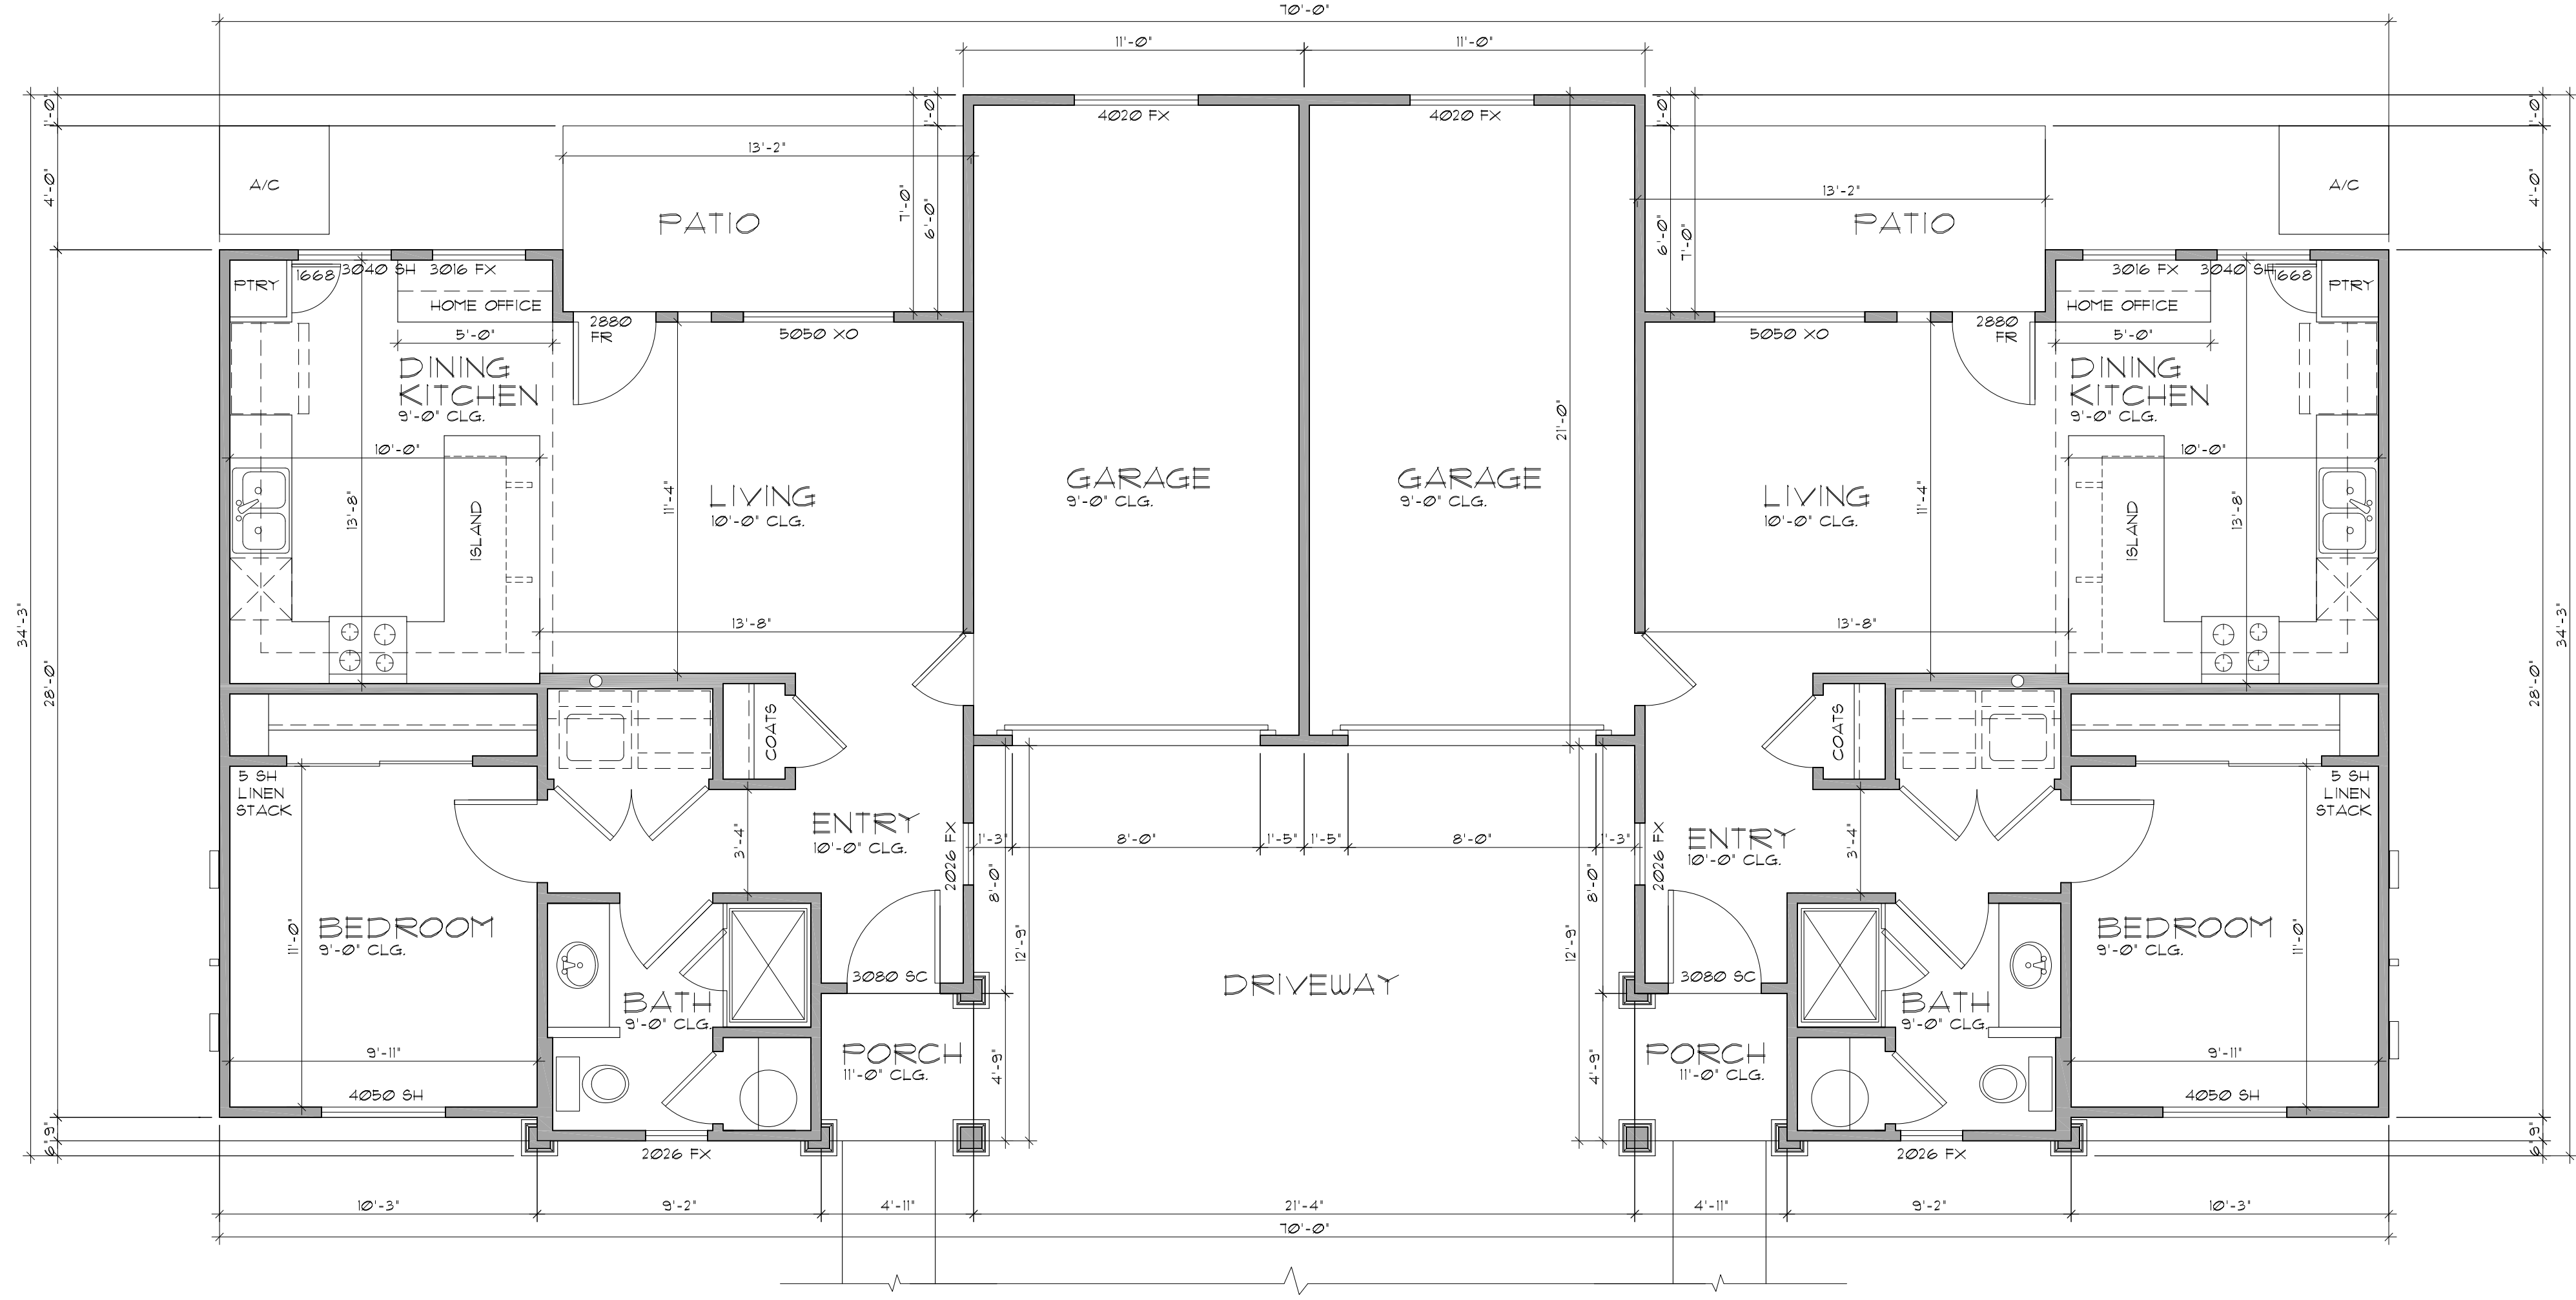 70'-0"
11'-0" 11'-0"
1'-0" 1'-0" 1'-0" 1'-0"
4020 FX 4020 FX
13'-2"
A/C A/C
4'-0" 4'-0"
13'-2"
7'-0" 6'-0" 6'-0" 7'-0"
PATIO PATIO
1668 3040 SH 3016 FX 3016 FX 3040 SH 1668
PTRY PTRY
HOME OFFICE HOME OFFICE
2880 2880
FR FR
5'-0" 5050 XO 5050 XO 5'-0"
DINING DINING
KITCHEN KITCHEN
9'-0" CLG. 9'-0" CLG.
21'-0"
10'-0" 10'-0"
GARAGE GARAGE
9'-0" CLG. 9'-0" CLG.
LIVING LIVING
10'-0" CLG. 10'-0" CLG.
13'-8" ISLAND 11'-4" 11'-4" ISLAND 13'-8"
34'-3" 34'-3"
13'-8" 13'-8"
28'-0" 28'-0"
COATS COATS
5 SH 5 SH
LINEN LINEN
STACK STACK
ENTRY ENTRY
10'-0" CLG. 10'-0" CLG.
3'-4" 2026 FX 1'-3" 8'-0" 1'-5" 1'-5" 8'-0" 1'-3" 2026 FX 3'-4"
8'-0" 8'-0"
BEDROOM BEDROOM
9'-0" CLG. 9'-0" CLG.
11'-0" 12'-9" 12'-9" 11'-0"
3080 SC 3080 SC
DRIVEWAY
BATH BATH
9'-0" CLG. 9'-0" CLG.
9'-11" 9'-11"
PORCH PORCH
11'-0" CLG. 11'-0" CLG.
4'-9" 4'-9"
4050 SH 4050 SH
9" 9"
6" 6"
2026 FX 2026 FX
10'-3" 9'-2" 4'-11" 21'-4" 4'-11" 9'-2" 10'-3"
70'-0"